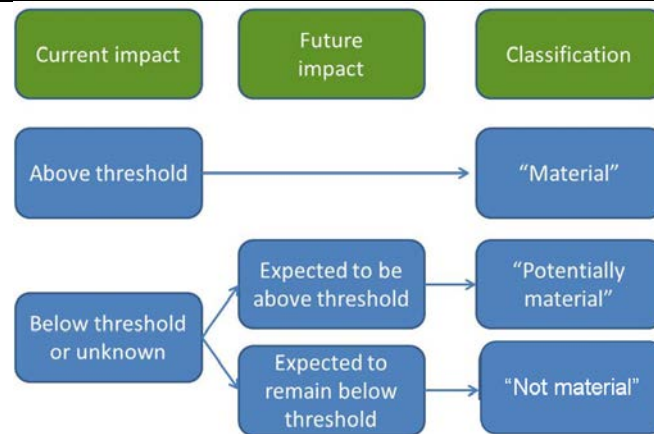 Current impact
Future
impact
Classification
Above threshold
“Material”
Below threshold
or unknown
Expected to be
above threshold
“Potentially
material”
Expected to
remain below
threshold
“Not material”